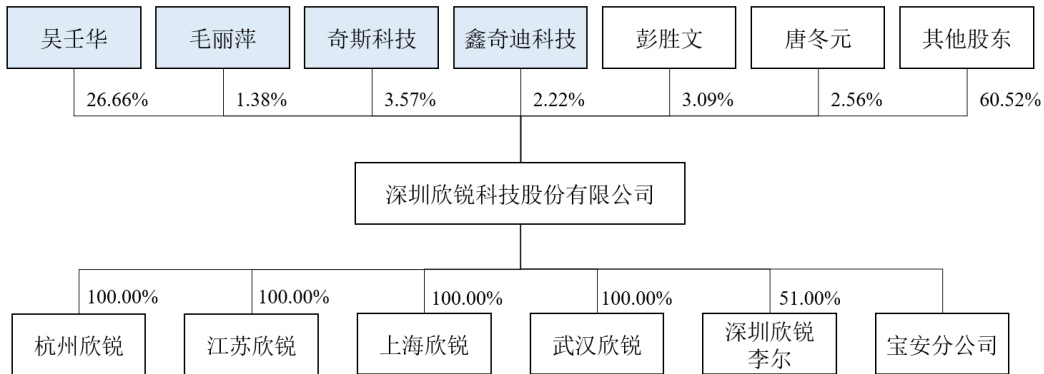 吴壬华
毛丽萍
奇斯科技
鑫奇迪科技
彭胜文
唐冬元
其他股东
26.66%
1.38%
3.57%
2.22%
3.09%
2.56%
60.52%
深圳欣锐科技股份有限公司
100.00%
100.00%
100.00%
100.00%
51.00%
杭州欣锐
江苏欣锐
上海欣锐
武汉欣锐
深圳欣锐
李尔
宝安分公司